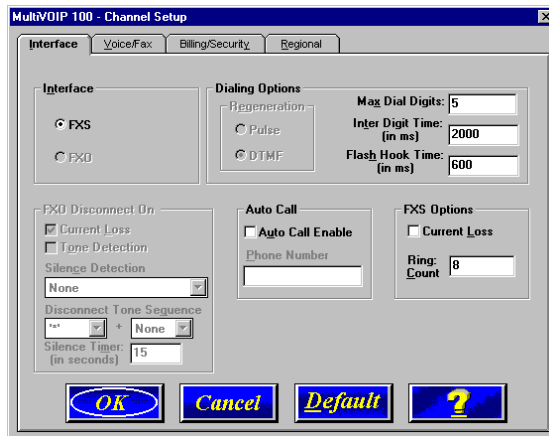 MultiVOIP 100 - Channel Setup
Interface Voice/Fax Billing/Security Regional
Interface
FXS
FXO
Dialing Options
Regeneration
Pulse
DTMF
Max Dial Digits: 5
Inter Digit Time: 2000
(in ms)
Flash Hook Time: 600
(in ms)
FXO Disconnect On
Current Loss
Tone Detection
Silence Detection
None
Disconnect Tone Sequence
"*" + None
Silence Timer: 15
(in seconds)
Auto Call
Auto Call Enable
Phone Number
FXS Options
Current Loss
Ring: 8
Count
OK Cancel Default ?